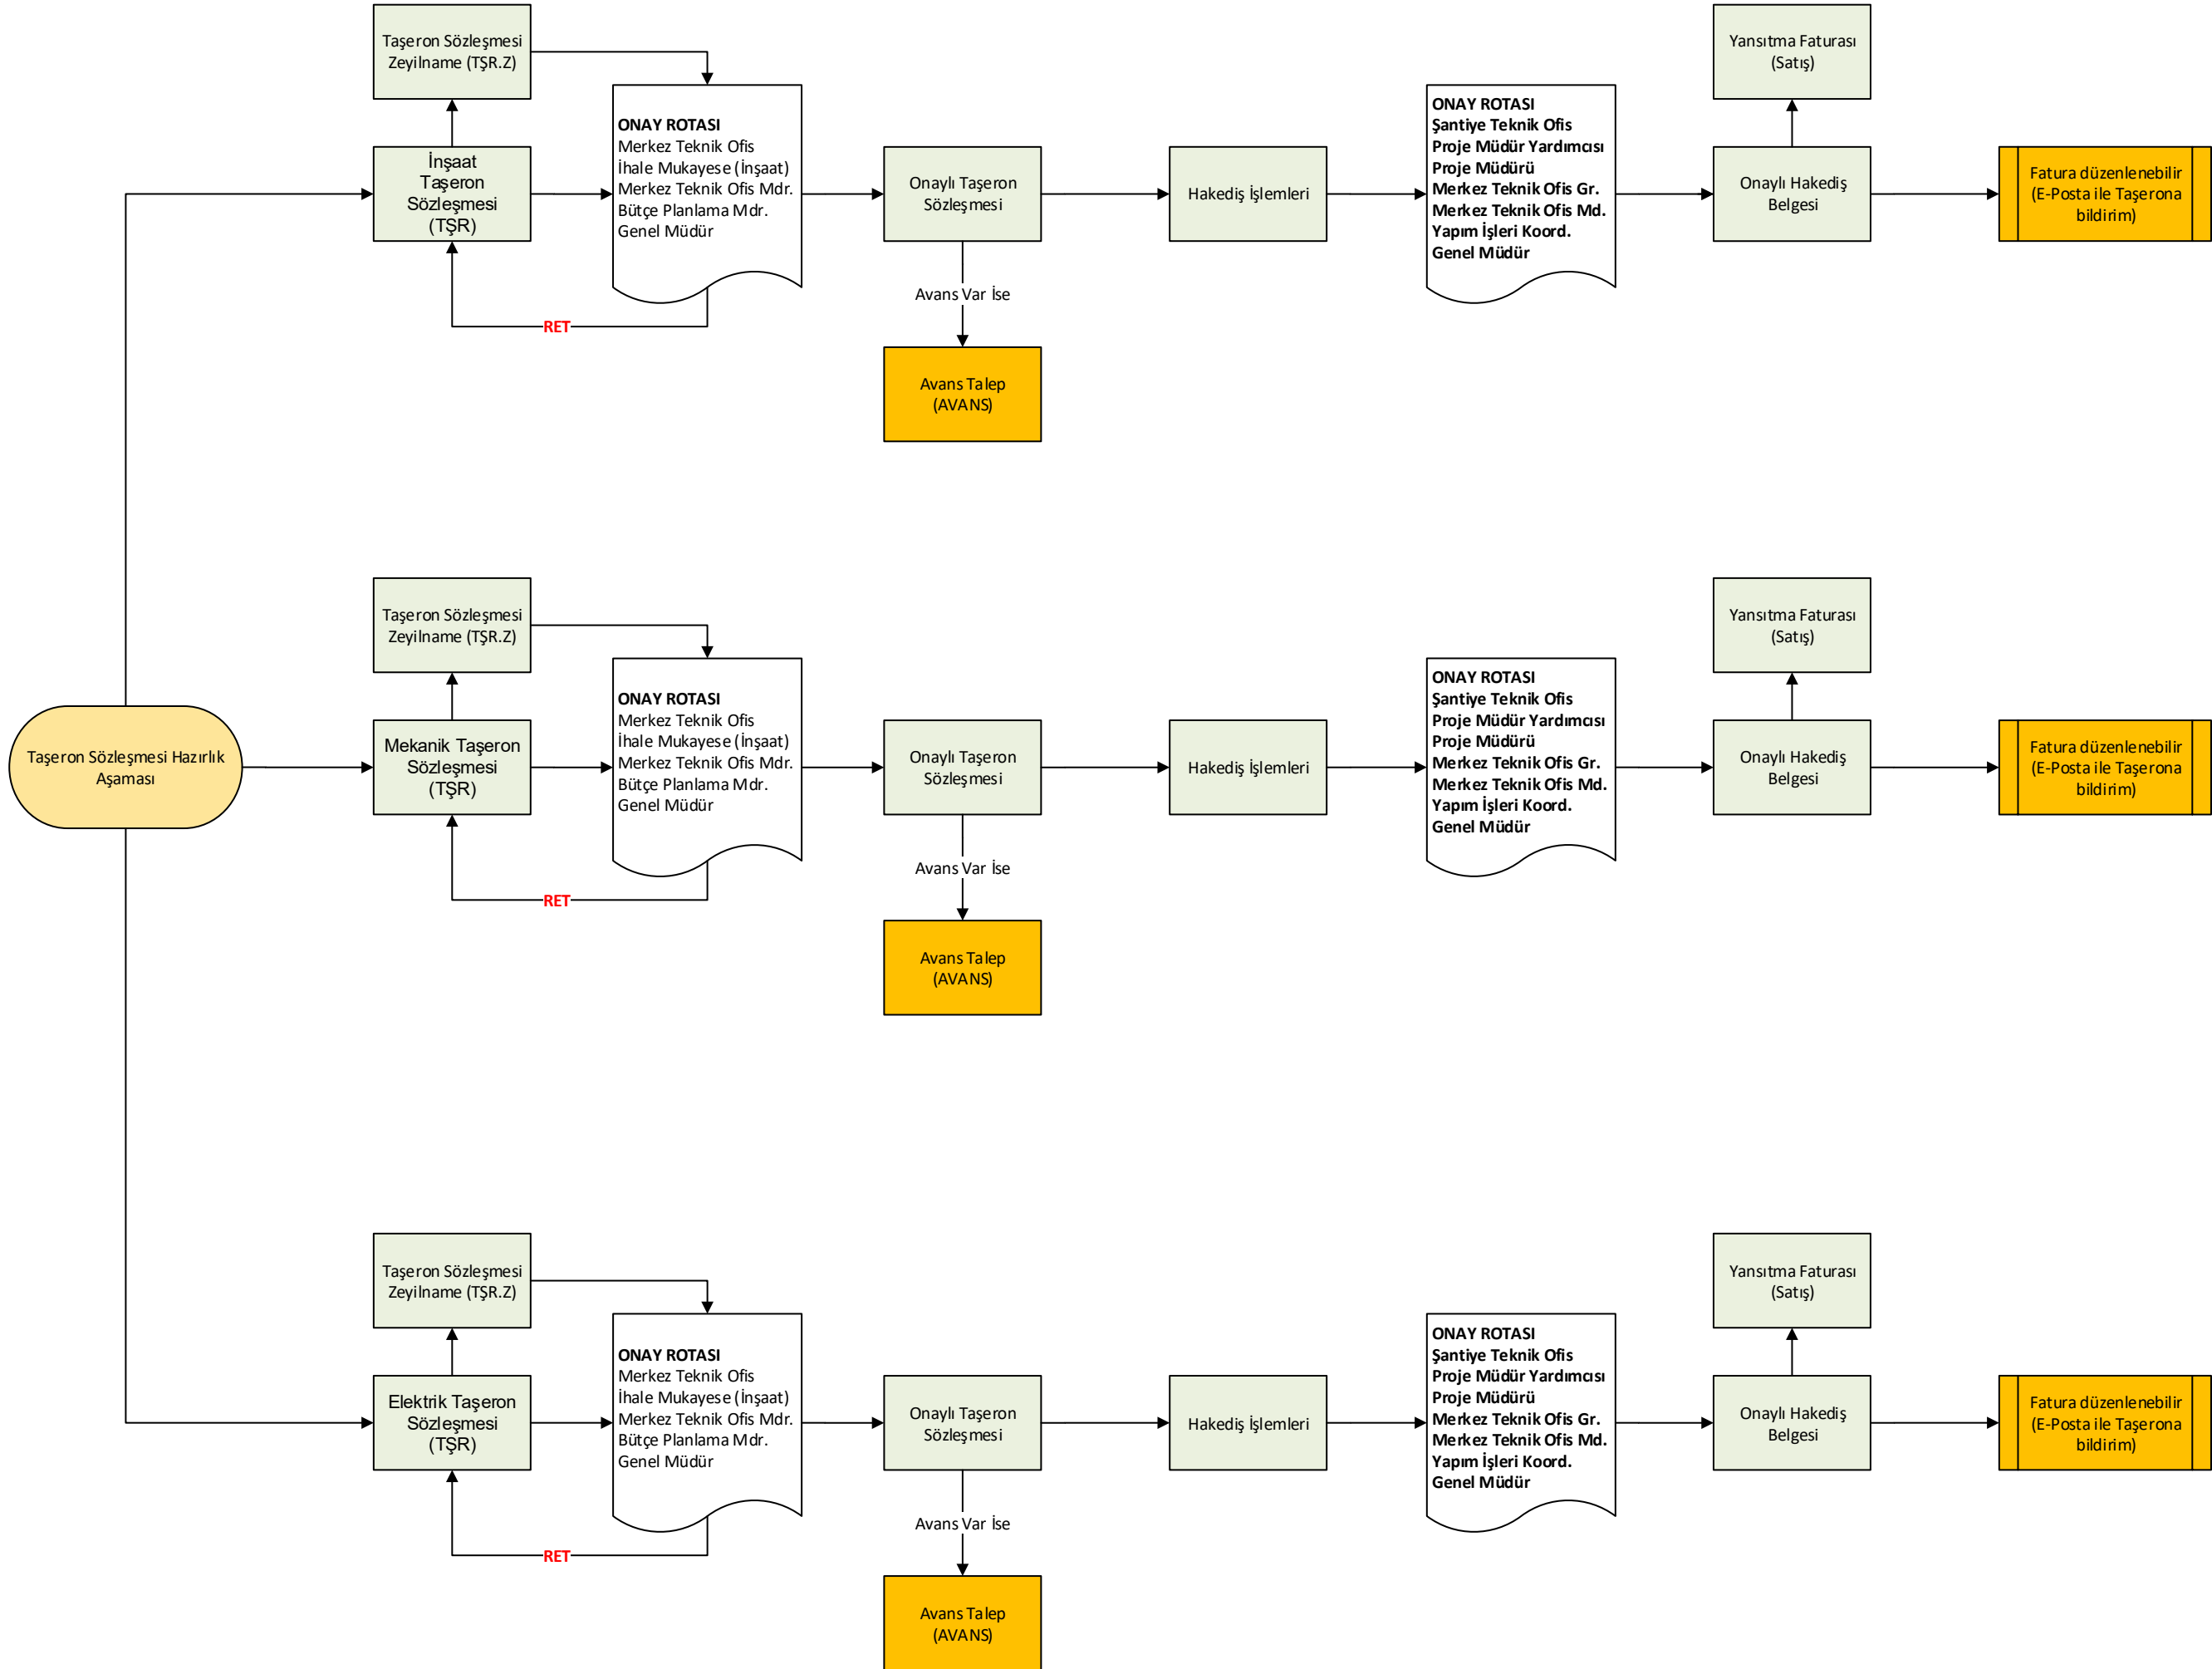 Taşeron Sözleşmesi
Zeyilname (TŞR.Z)
Yansıtma Faturası
(Satış)
İnşaat
Taşeron
Sözleşmesi
(TŞR)
ONAY ROTASI
Merkez Teknik Ofis
İhale Mukayese (İnşaat)
Merkez Teknik Ofis Mdr.
Bütçe Planlama Mdr.
Genel Müdür
Onaylı Taşeron
Sözleşmesi
Hakediş İşlemleri
ONAY ROTASI
Şantiye Teknik Ofis
Proje Müdür Yardımcısı
Proje Müdürü
Merkez Teknik Ofis Gr.
Merkez Teknik Ofis Md.
Yapım İşleri Koord.
Genel Müdür
Onaylı Hakediş
Belgesi
Fatura düzenlenebilir
(E-Posta ile Taşerona
bildirim)
Avans Var İse
RET
Avans Talep
(AVANS)
Taşeron Sözleşmesi
Zeyilname (TŞR.Z)
Yansıtma Faturası
(Satış)
Taşeron Sözleşmesi Hazırlık
Aşaması
Mekanik Taşeron
Sözleşmesi
(TŞR)
ONAY ROTASI
Merkez Teknik Ofis
İhale Mukayese (İnşaat)
Merkez Teknik Ofis Mdr.
Bütçe Planlama Mdr.
Genel Müdür
Onaylı Taşeron
Sözleşmesi
Hakediş İşlemleri
ONAY ROTASI
Şantiye Teknik Ofis
Proje Müdür Yardımcısı
Proje Müdürü
Merkez Teknik Ofis Gr.
Merkez Teknik Ofis Md.
Yapım İşleri Koord.
Genel Müdür
Onaylı Hakediş
Belgesi
Fatura düzenlenebilir
(E-Posta ile Taşerona
bildirim)
Avans Var İse
RET
Avans Talep
(AVANS)
Taşeron Sözleşmesi
Zeyilname (TŞR.Z)
Yansıtma Faturası
(Satış)
Elektrik Taşeron
Sözleşmesi
(TŞR)
ONAY ROTASI
Merkez Teknik Ofis
İhale Mukayese (İnşaat)
Merkez Teknik Ofis Mdr.
Bütçe Planlama Mdr.
Genel Müdür
Onaylı Taşeron
Sözleşmesi
Hakediş İşlemleri
ONAY ROTASI
Şantiye Teknik Ofis
Proje Müdür Yardımcısı
Proje Müdürü
Merkez Teknik Ofis Gr.
Merkez Teknik Ofis Md.
Yapım İşleri Koord.
Genel Müdür
Onaylı Hakediş
Belgesi
Fatura düzenlenebilir
(E-Posta ile Taşerona
bildirim)
Avans Var İse
RET
Avans Talep
(AVANS)